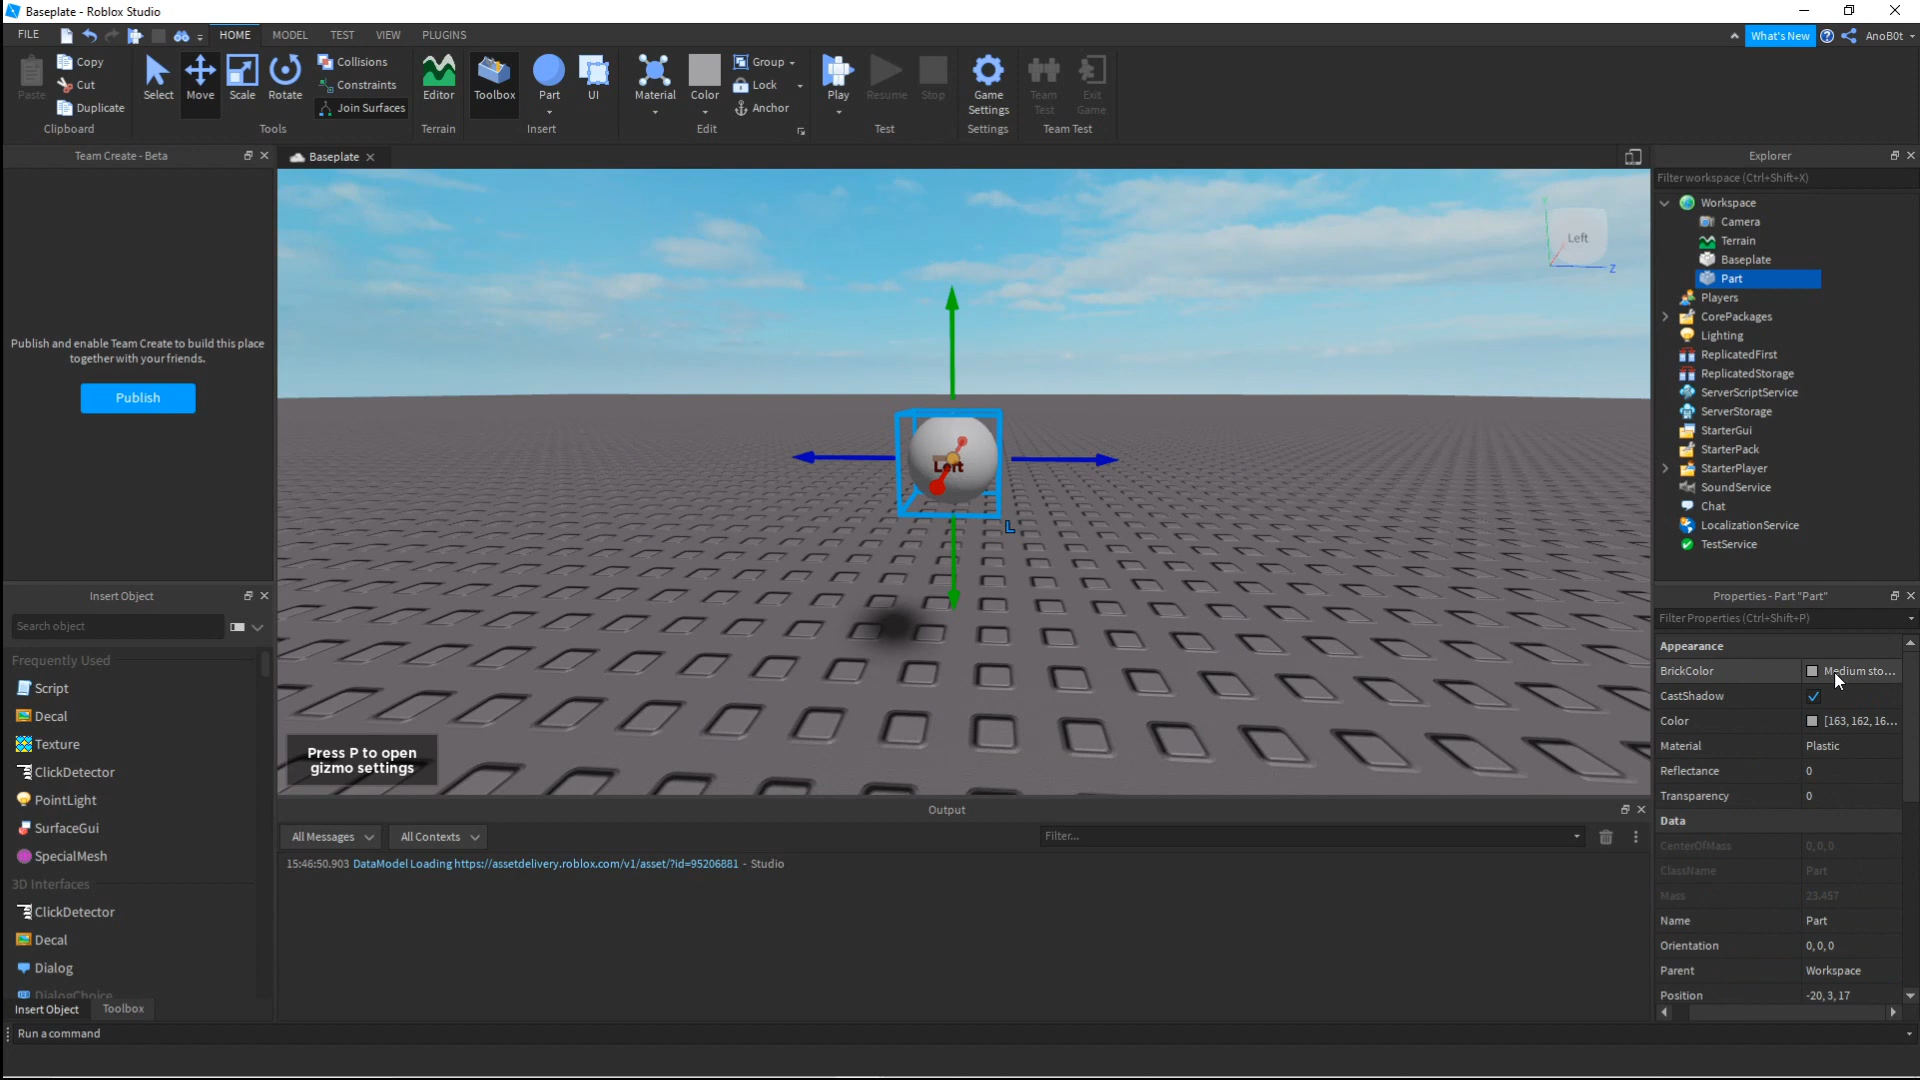 Baseplate - Roblox Studio
FILE
HOME
MODEL
TEST
VIEW
PLUGINS
What's New
AnoB0t
Paste
Copy
Cut
Duplicate
Clipboard
Select
Move
Scale
Rotate
Collisions
Constraints
Join Surfaces
Tools
Editor
Terrain
Toolbox
Part
UI
Insert
Material
Color
Group
Lock
Anchor
Edit
Play
Resume
Stop
Test
Game
Settings
Settings
Team
Test
Exit
Game
Team Test
Team Create - Beta
Publish and enable Team Create to build this place
together with your friends.
Publish
Insert Object
Search object
Frequently Used
Script
Decal
Texture
ClickDetector
PointLight
SurfaceGui
SpecialMesh
3D Interfaces
ClickDetector
Decal
Dialog
DialogChoice
Insert Object
Toolbox
Run a command
Baseplate
Left
Z
Left
L
Press P to open
gizmo settings
Output
All Messages
All Contexts
Filter...
15:46:50.903 DataModel Loading https://assetdelivery.roblox.com/v1/asset/?id=95206881 - Studio
Explorer
Filter workspace (Ctrl+Shift+X)
Workspace
Camera
Terrain
Baseplate
Part
Players
CorePackages
Lighting
ReplicatedFirst
ReplicatedStorage
ServerScriptService
ServerStorage
StarterGui
StarterPack
StarterPlayer
SoundService
Chat
LocalizationService
TestService
Properties - Part "Part"
Filter Properties (Ctrl+Shift+P)
Appearance
BrickColor Medium sto...
CastShadow
Color [163, 162, 16...
Material Plastic
Reflectance 0
Transparency 0
Data
CenterOfMass 0, 0, 0
ClassName Part
Mass 23.457
Name Part
Orientation 0, 0, 0
Parent Workspace
Position -20, 3, 17